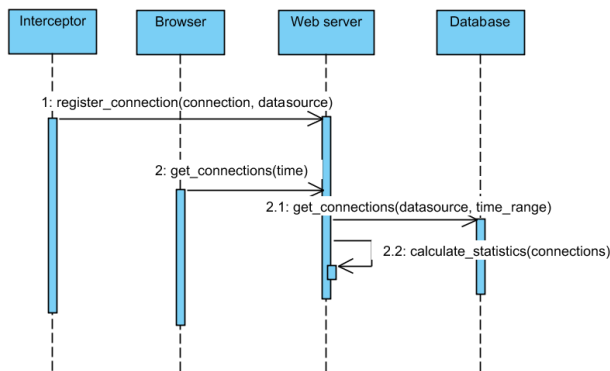 Interceptor
Browser
Web server
Database
1: register_connection(connection, datasource)
2: get_connections(time)
2.1: get_connections(datasource, time_range)
2.2: calculate_statistics(connections)